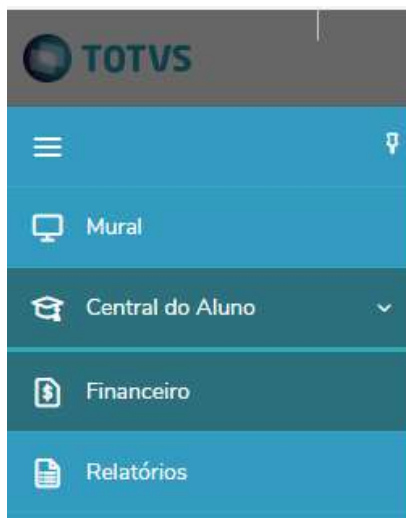 TOTVS
Mural
Central do Aluno
Financeiro
Relatórios